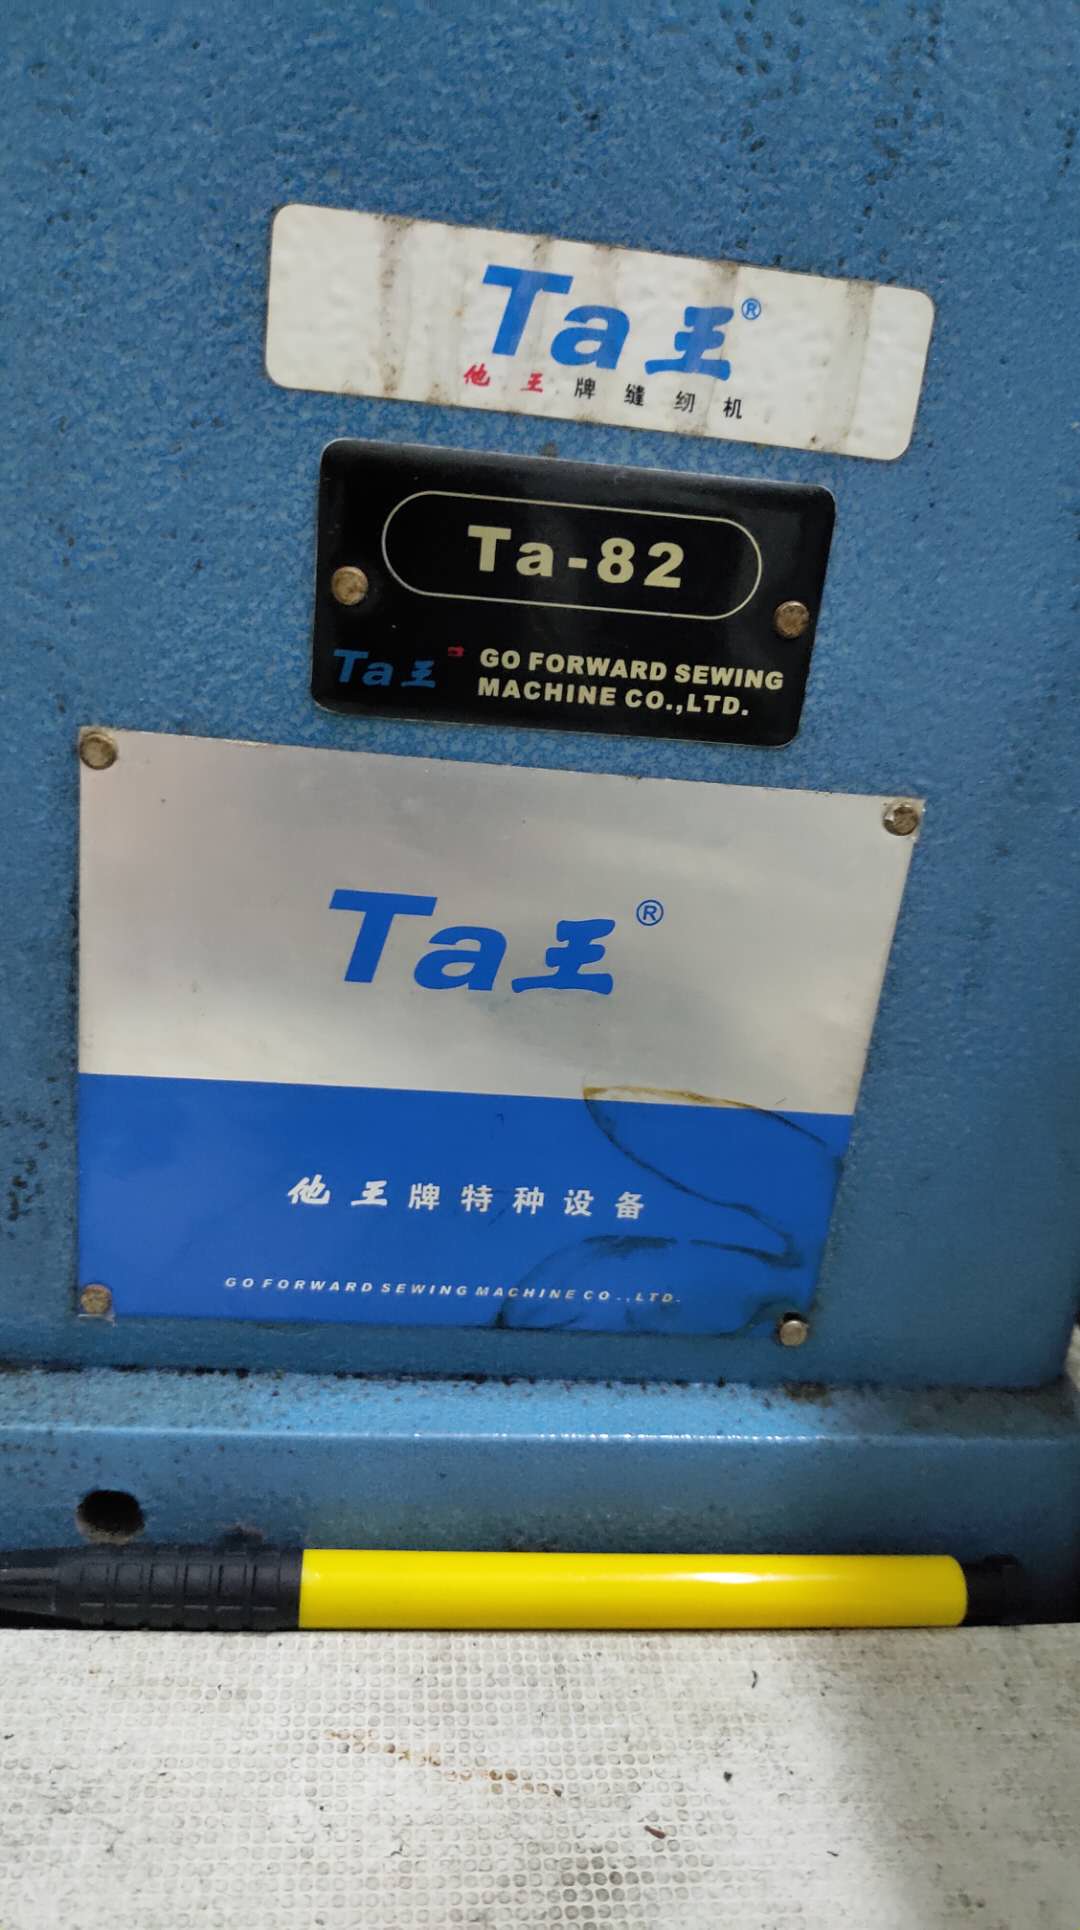 Ta王®
他王牌缝纫机
Ta-82
Ta王
GO FORWARD SEWING
MACHINE CO.,LTD.
Ta王®
他王牌特种设备
GO FORWARD SEWING MACHINE CO.,LTD.